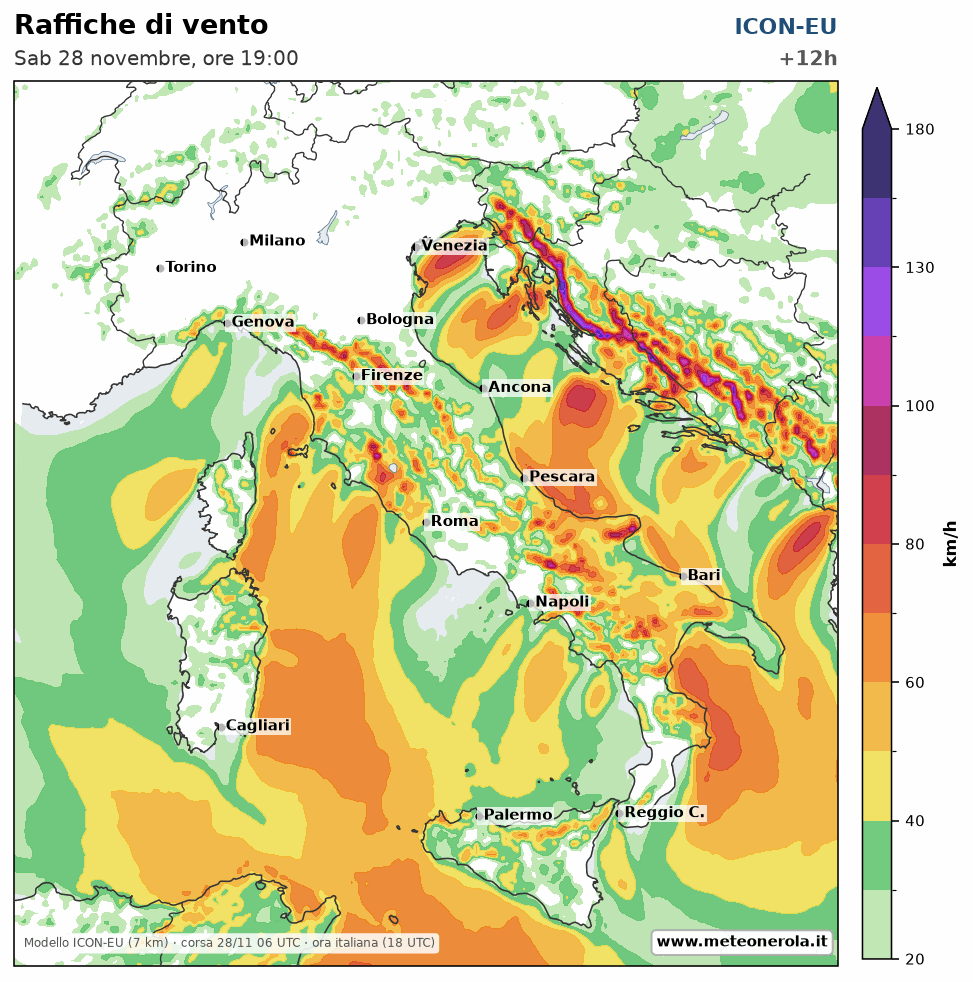 Raffiche di vento
ICON-EU
Sab 28 novembre, ore 19:00
+12h
180
130
100
80
60
40
20
km/h
Venezia
Milano
Torino
Genova
Bologna
Firenze
Ancona
Pescara
Roma
Bari
Napoli
Cagliari
Palermo
Reggio C.
Modello ICON-EU (7 km) · corsa 28/11 06 UTC · ora italiana (18 UTC)
www.meteonerola.it